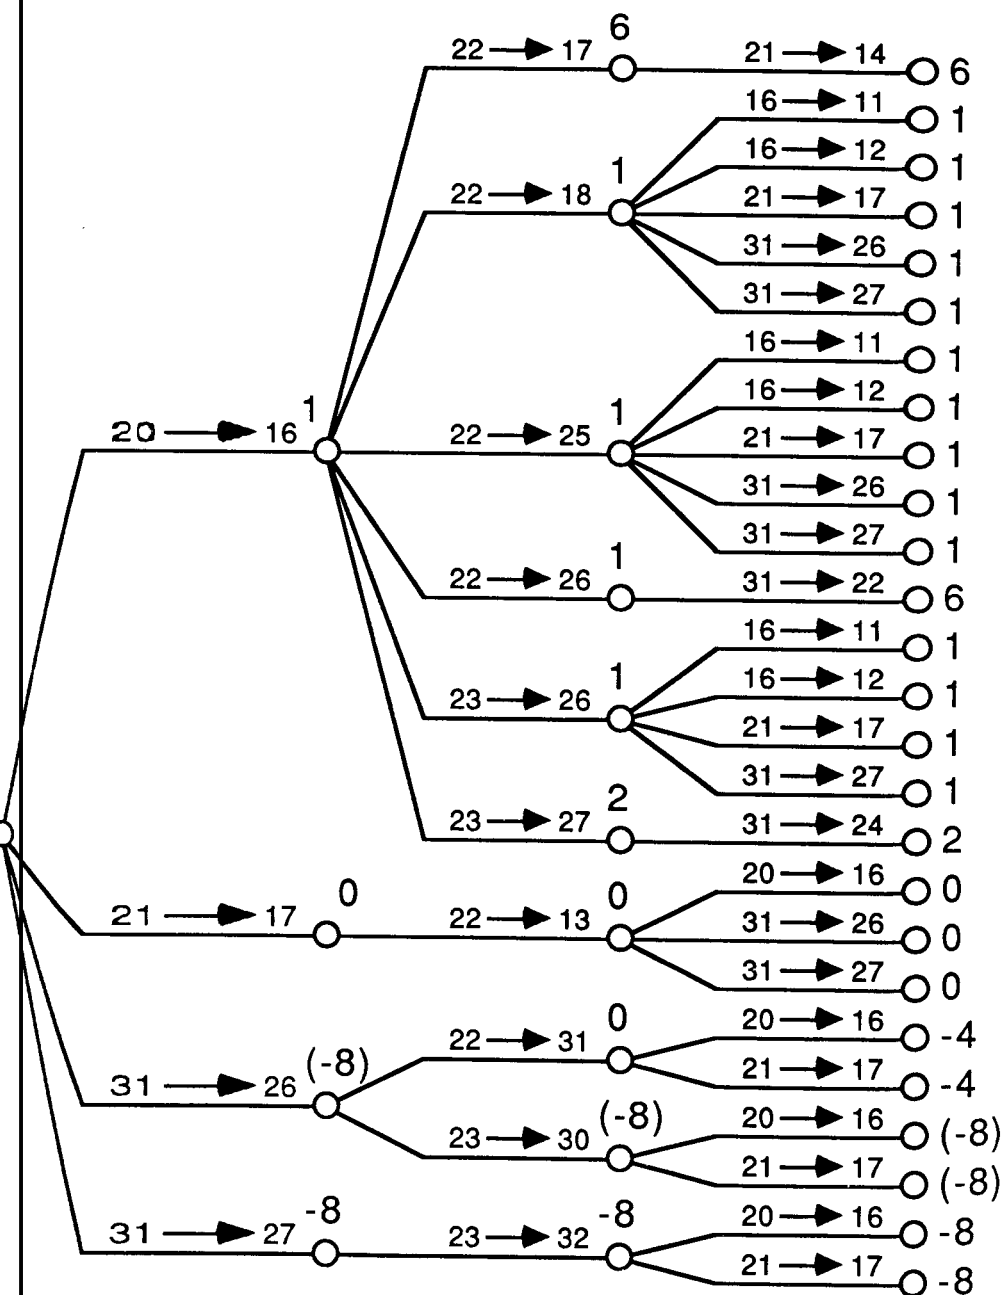 6
22 → 17 21 → 14 6
16 → 11 1
16 → 12 1
1
22 → 18 21 → 17 1
31 → 26 1
31 → 27 1
16 → 11 1
16 → 12 1
1 1
20 → 16 22 → 25 21 → 17 1
31 → 26 1
31 → 27 1
1
22 → 26 31 → 22 6
16 → 11 1
16 → 12 1
1
23 → 26 21 → 17 1
31 → 27 1
2
23 → 27 31 → 24 2
20 → 16 0
0 0
21 → 17 22 → 13 31 → 26 0
31 → 27 0
0
22 → 31 20 → 16 -4
21 → 17 -4
(-8)
31 → 26
(-8)
23 → 30 20 → 16 (-8)
21 → 17 (-8)
-8 -8
31 → 27 23 → 32 20 → 16 -8
21 → 17 -8